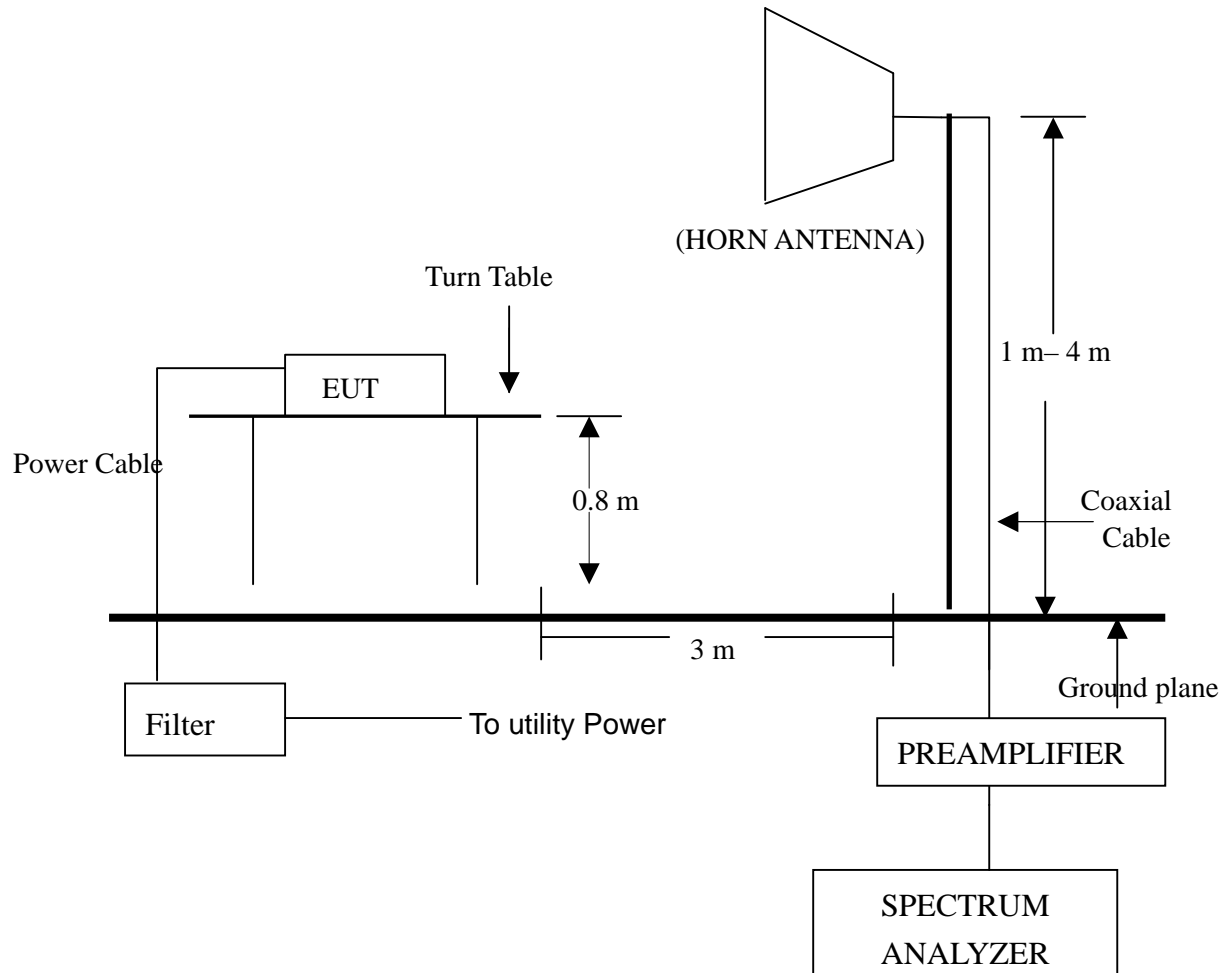 (HORN ANTENNA)
Turn Table
1 m– 4 m
EUT
Power Cable
0.8 m
Coaxial
Cable
3 m
Ground plane
Filter
To utility Power
PREAMPLIFIER
SPECTRUM
ANALYZER